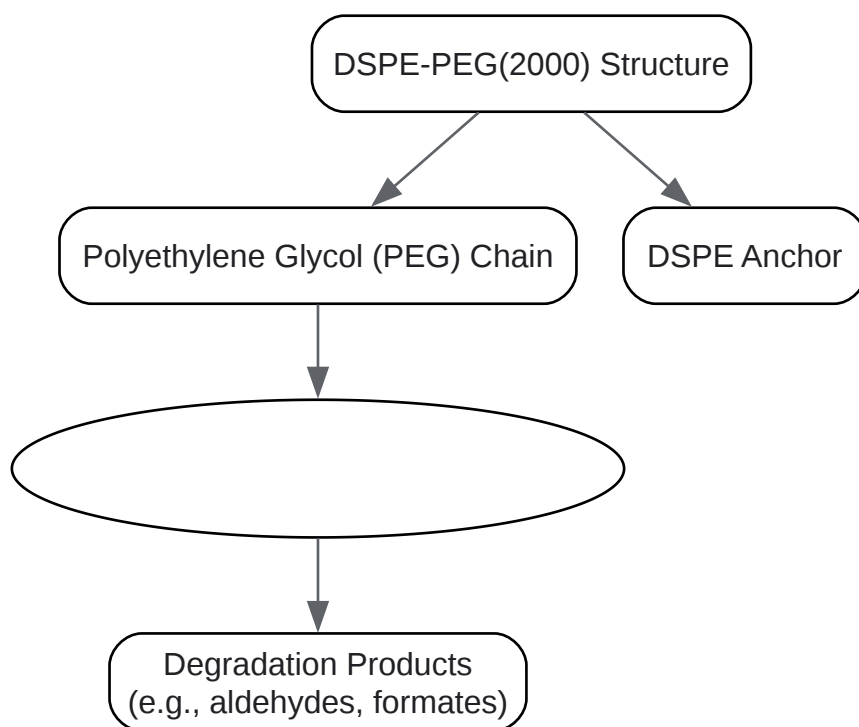 DSPE-PEG(2000) Structure
Polyethylene Glycol (PEG) Chain
DSPE Anchor
Degradation Products
(e.g., aldehydes, formates)